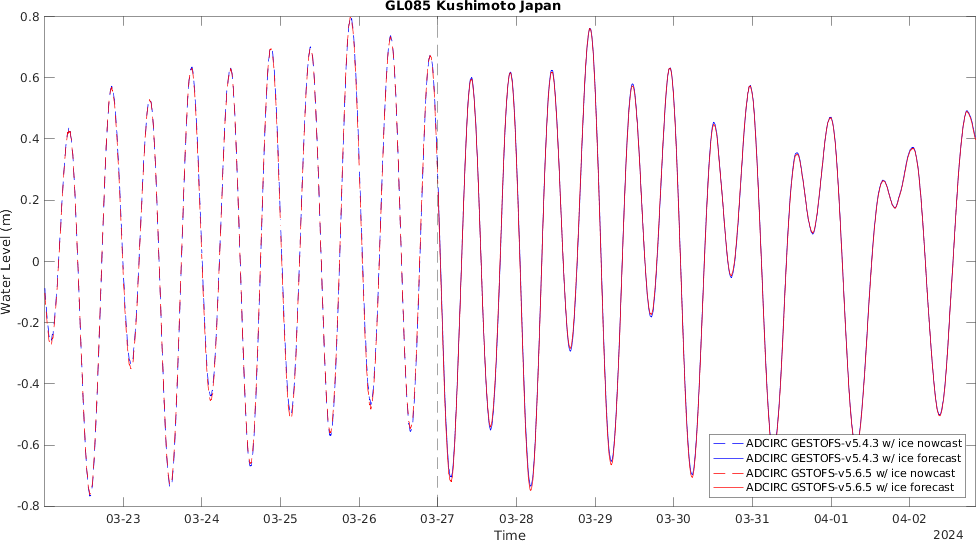 GL085 Kushimoto Japan
0.8
0.6
0.4
0.2
0
-0.2
-0.4
-0.6
-0.8
Water Level (m)
03-23 03-24 03-25 03-26 03-27 03-28 03-29 03-30 03-31 04-01 04-02
Time
2024
ADCIRC GESTOFS-v5.4.3 w/ ice nowcast
ADCIRC GESTOFS-v5.4.3 w/ ice forecast
ADCIRC GSTOFS-v5.6.5 w/ ice nowcast
ADCIRC GSTOFS-v5.6.5 w/ ice forecast